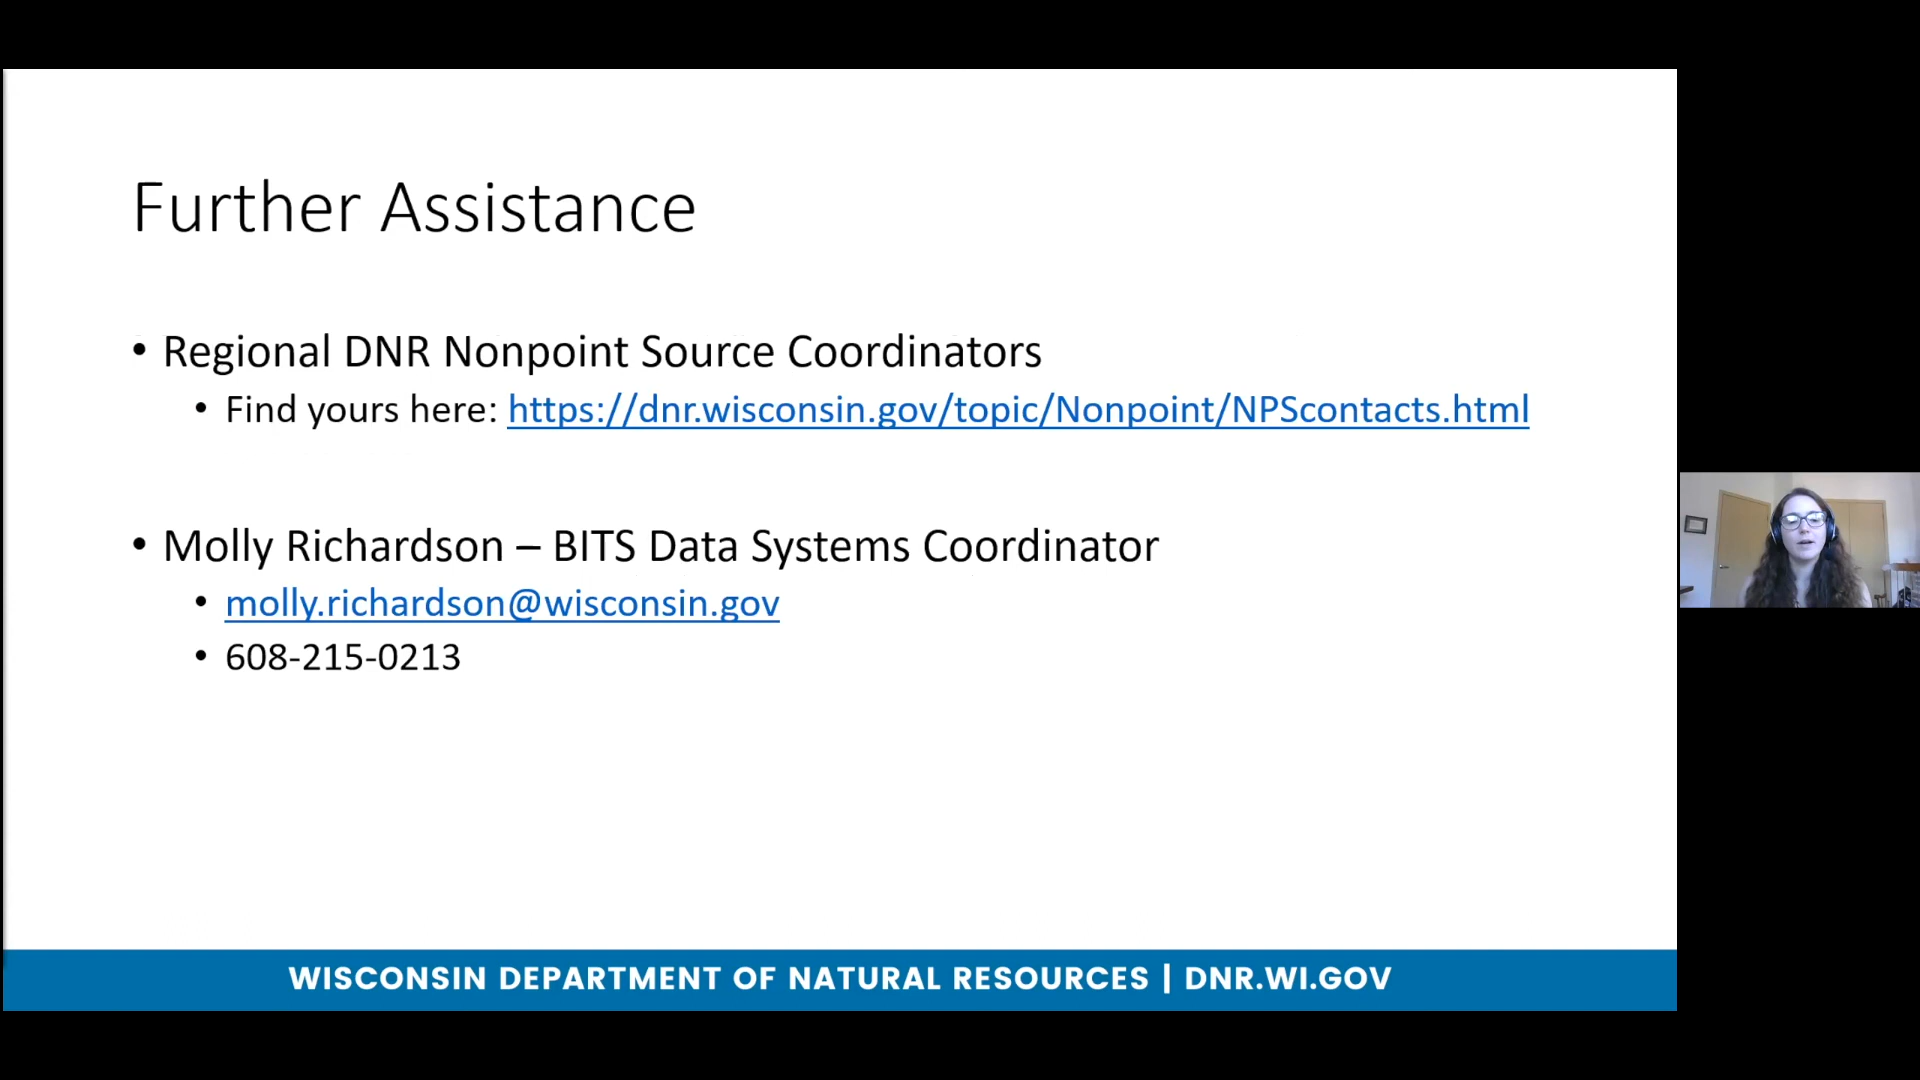 Further Assistance
• Regional DNR Nonpoint Source Coordinators
• Find yours here: https://dnr.wisconsin.gov/topic/Nonpoint/NPScontacts.html
• Molly Richardson – BITS Data Systems Coordinator
• molly.richardson@wisconsin.gov
• 608-215-0213
WISCONSIN DEPARTMENT OF NATURAL RESOURCES | DNR.WI.GOV